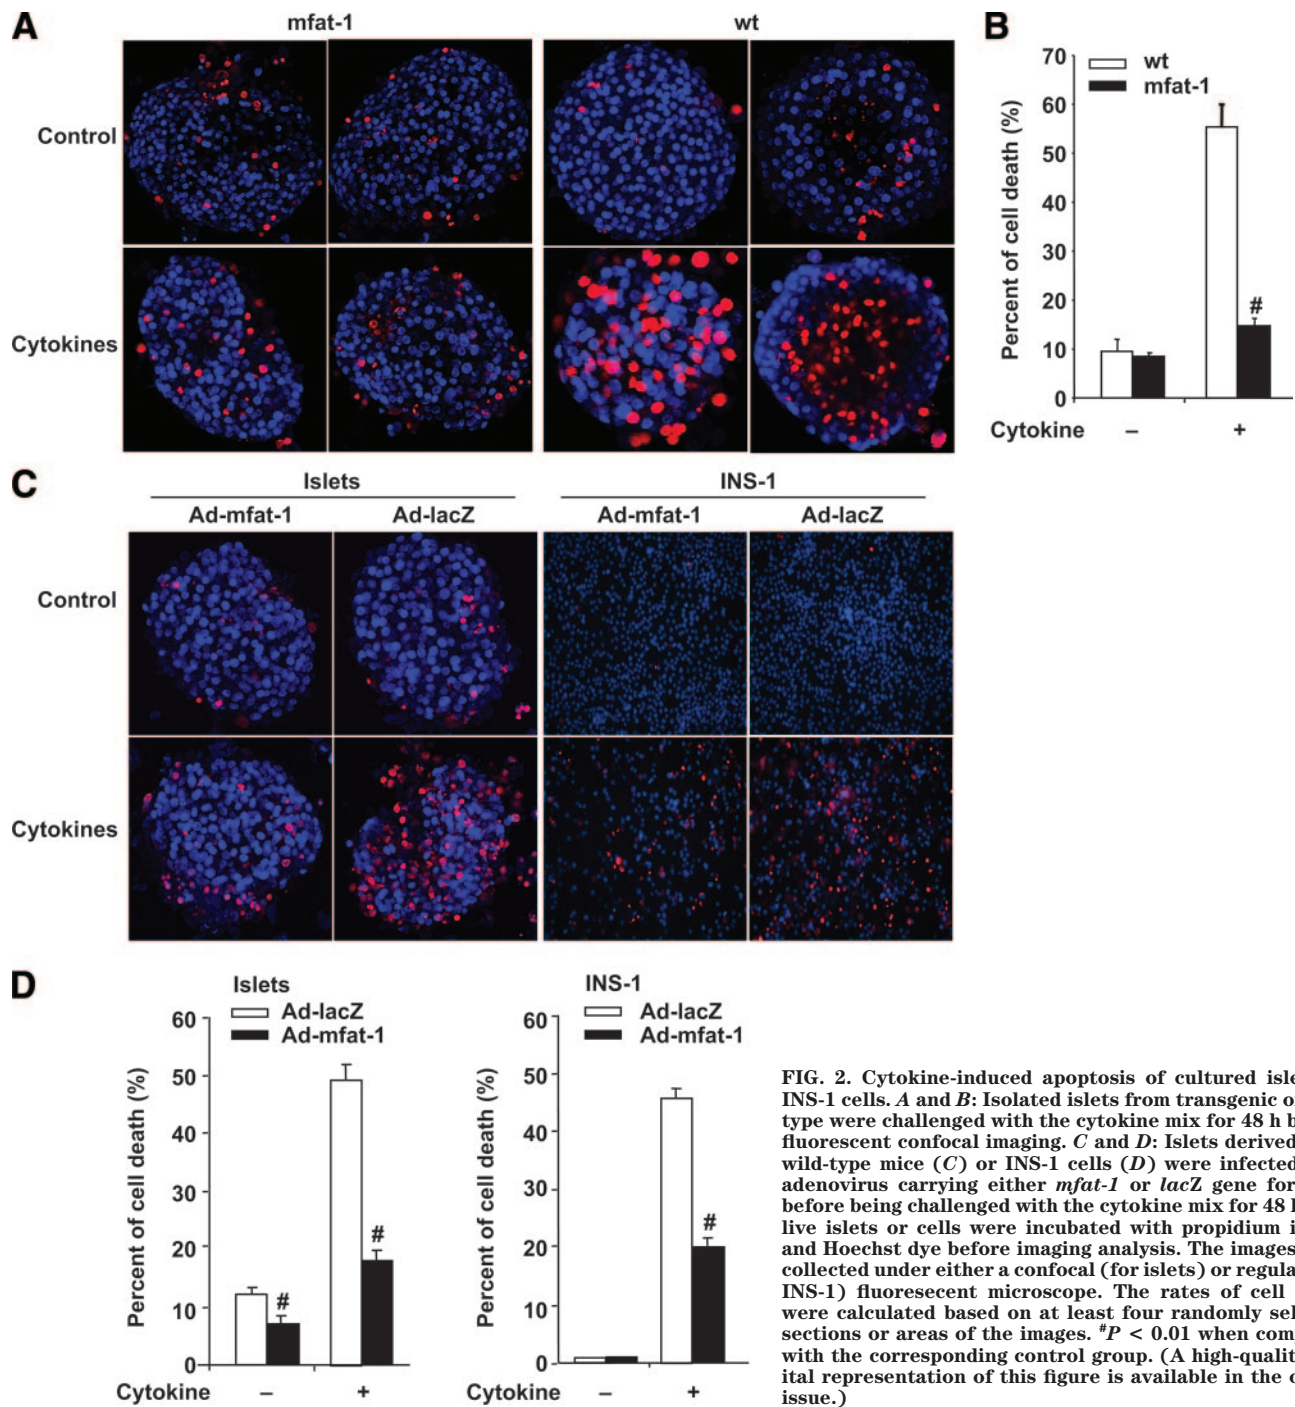 A
mfat-1
wt
Control
Cytokines
B
70
60
50
40
30
20
10
0
Percent of cell death (%)
wt
mfat-1
#
Cytokine
–
+
C
Islets
INS-1
Ad-mfat-1
Ad-lacZ
Ad-mfat-1
Ad-lacZ
Control
Cytokines
D
Islets
Ad-lacZ
Ad-mfat-1
60
50
40
30
20
10
0
Percent of cell death (%)
#
#
Cytokine
–
+
INS-1
Ad-lacZ
Ad-mfat-1
60
50
40
30
20
10
0
Percent of cell death (%)
#
Cytokine
–
+
FIG. 2. Cytokine-induced apoptosis of cultured isle
INS-1 cells. A and B: Isolated islets from transgenic o
type were challenged with the cytokine mix for 48 h b
fluorescent confocal imaging. C and D: Islets derived
wild-type mice (C) or INS-1 cells (D) were infected
adenovirus carrying either mfat-1 or lacZ gene for
before being challenged with the cytokine mix for 48
live islets or cells were incubated with propidium i
and Hoechst dye before imaging analysis. The images
collected under either a confocal (for islets) or regula
INS-1) fluoresecent microscope. The rates of cell
were calculated based on at least four randomly sel
sections or areas of the images. #P < 0.01 when com
with the corresponding control group. (A high-qualit
ital representation of this figure is available in the o
issue.)